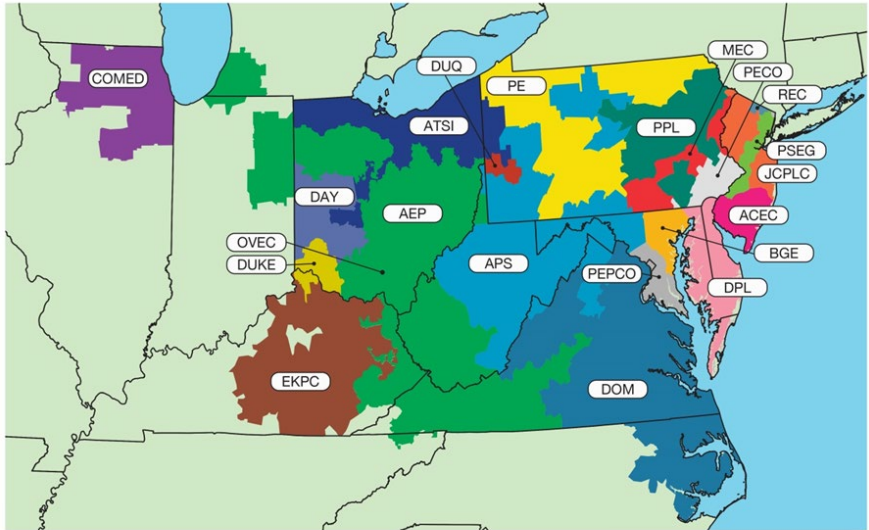 MEC
DUQ
PECO
COMED
PE
REC
ATSI
PPL
PSEG
JCPLC
DAY
AEP
ACEC
OVEC
DUKE
APS
BGE
PEPCO
DPL
EKPC
DOM